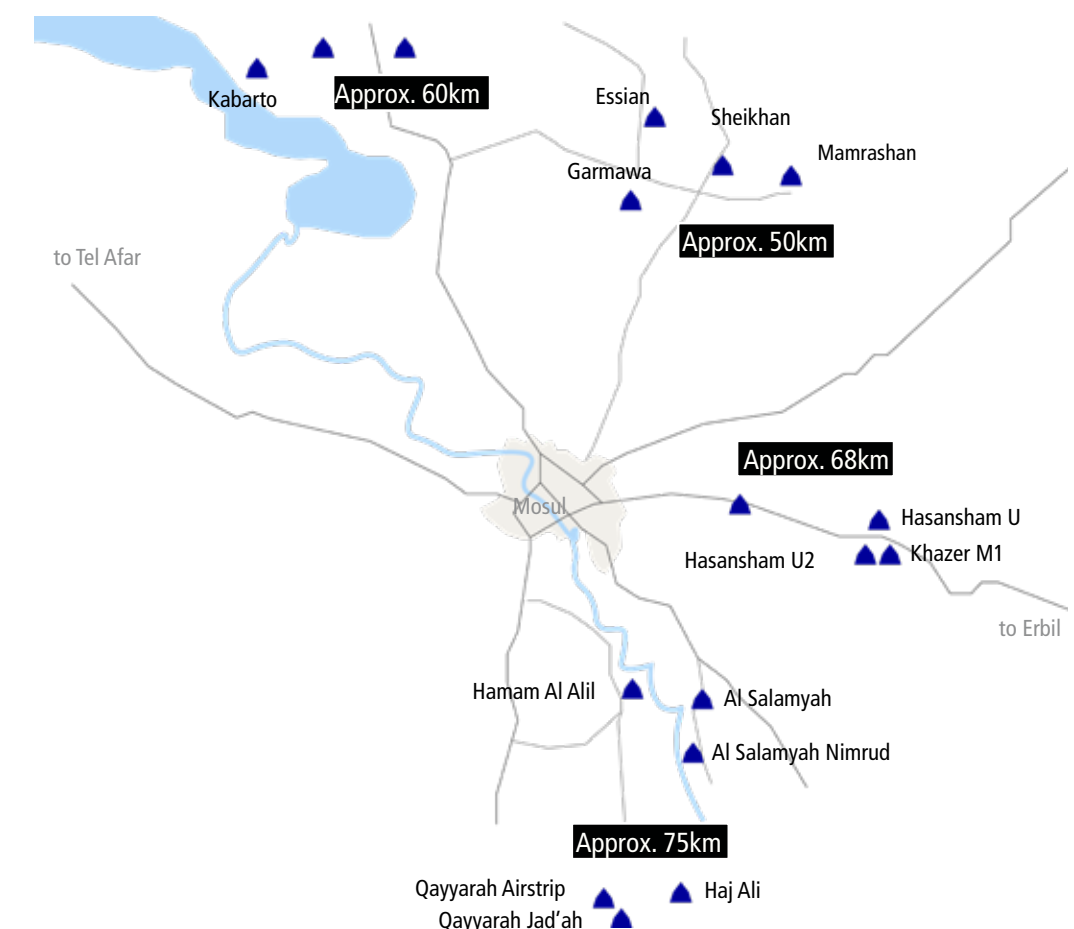 Kabarto
Approx. 60km
Essian
Sheikhan
Mamrashan
Garmawa
Approx. 50km
to Tel Afar
Approx. 68km
Mosul
Hasansham U
Hasansham U2
Khazer M1
to Erbil
Hamam Al Alil
Al Salamyah
Al Salamyah Nimrud
Approx. 75km
Qayyarah Airstrip
Haj Ali
Qayyarah Jad’ah